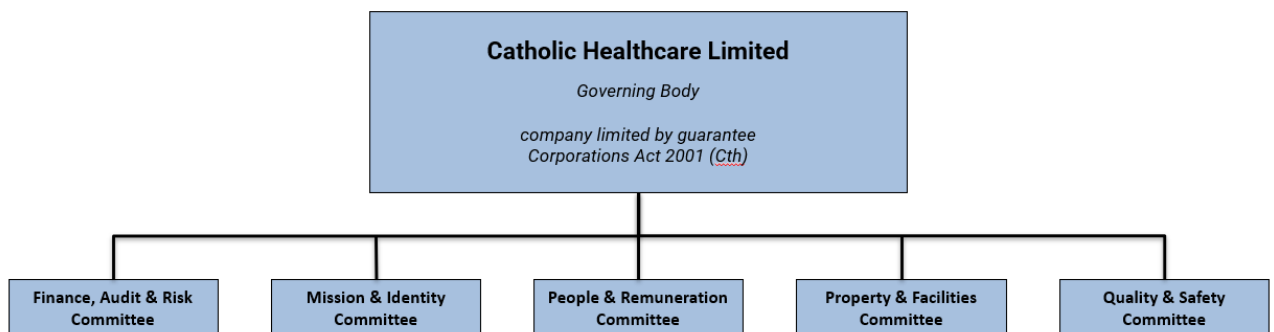 Catholic Healthcare Limited
Governing Body
company limited by guarantee
Corporations Act 2001 (Cth)
Finance, Audit & Risk
Committee
Mission & Identity
Committee
People & Remuneration
Committee
Property & Facilities
Committee
Quality & Safety
Committee